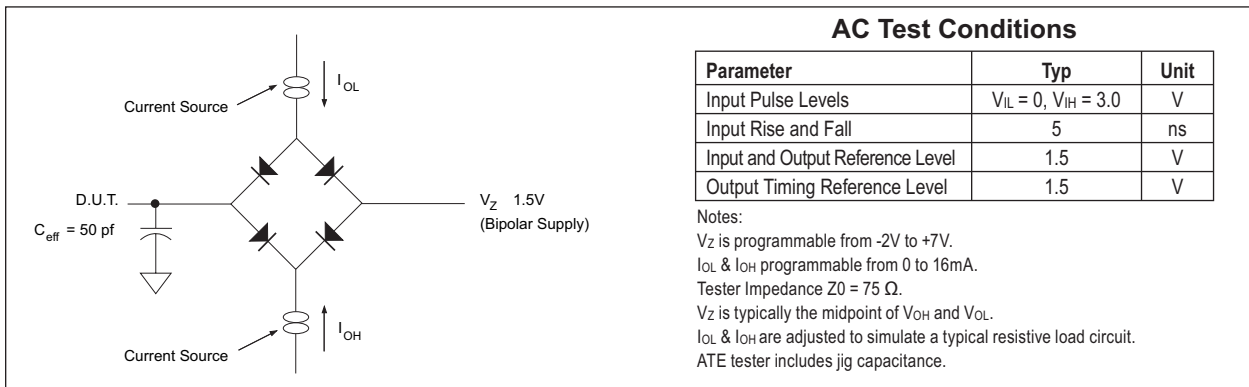 Current Source
I_OL
D.U.T.
C_eff = 50 pf
V_Z 1.5V
(Bipolar Supply)
I_OH
Current Source
AC Test Conditions
Parameter Typ Unit
Input Pulse Levels V_IL = 0, V_IH = 3.0 V
Input Rise and Fall 5 ns
Input and Output Reference Level 1.5 V
Output Timing Reference Level 1.5 V
Notes:
V_Z is programmable from -2V to +7V.
I_OL & I_OH programmable from 0 to 16mA.
Tester Impedance Z0 = 75 Ω.
V_Z is typically the midpoint of V_OH and V_OL.
I_OL & I_OH are adjusted to simulate a typical resistive load circuit.
ATE tester includes jig capacitance.